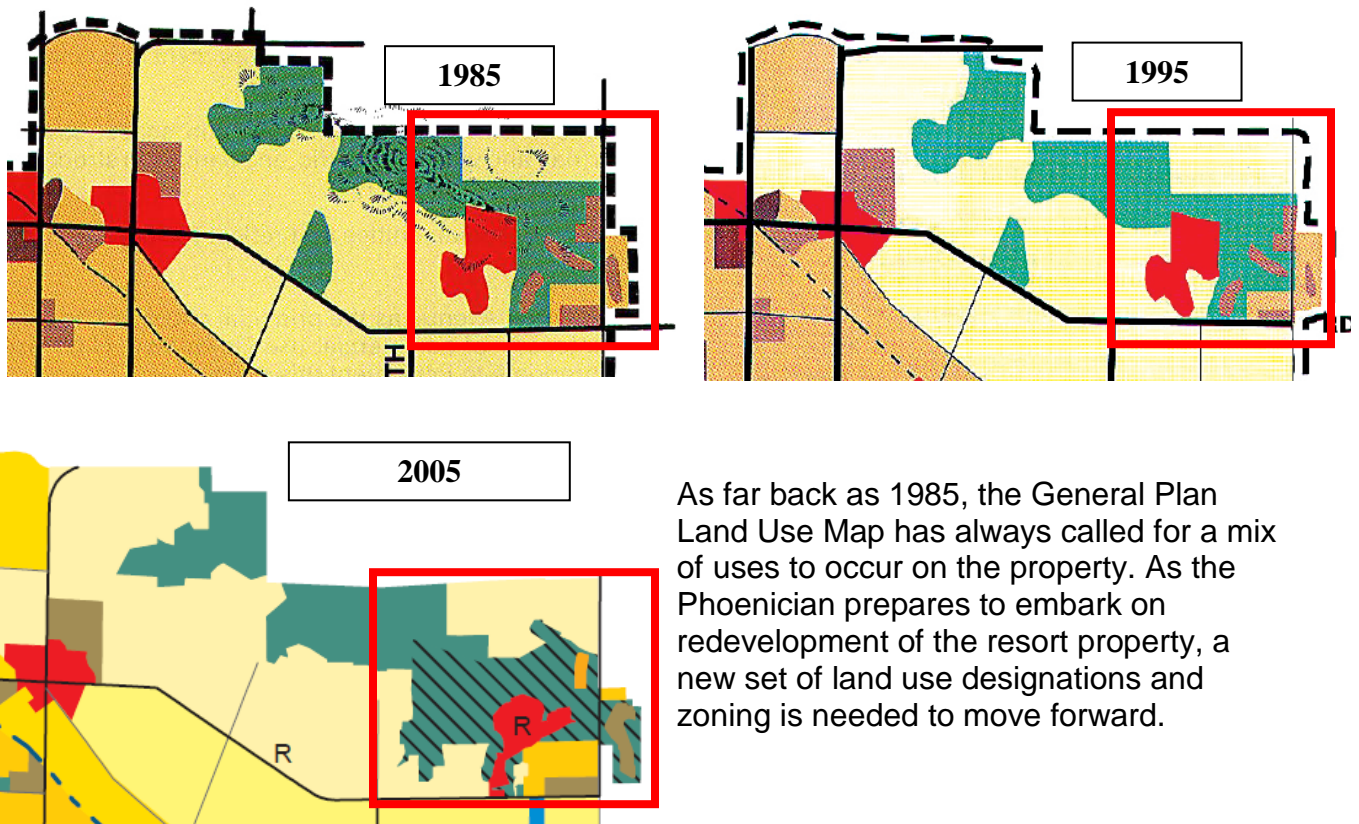 1985
1995
TH
RD
2005
R
R
As far back as 1985, the General Plan
Land Use Map has always called for a mix
of uses to occur on the property. As the
Phoenician prepares to embark on
redevelopment of the resort property, a
new set of land use designations and
zoning is needed to move forward.